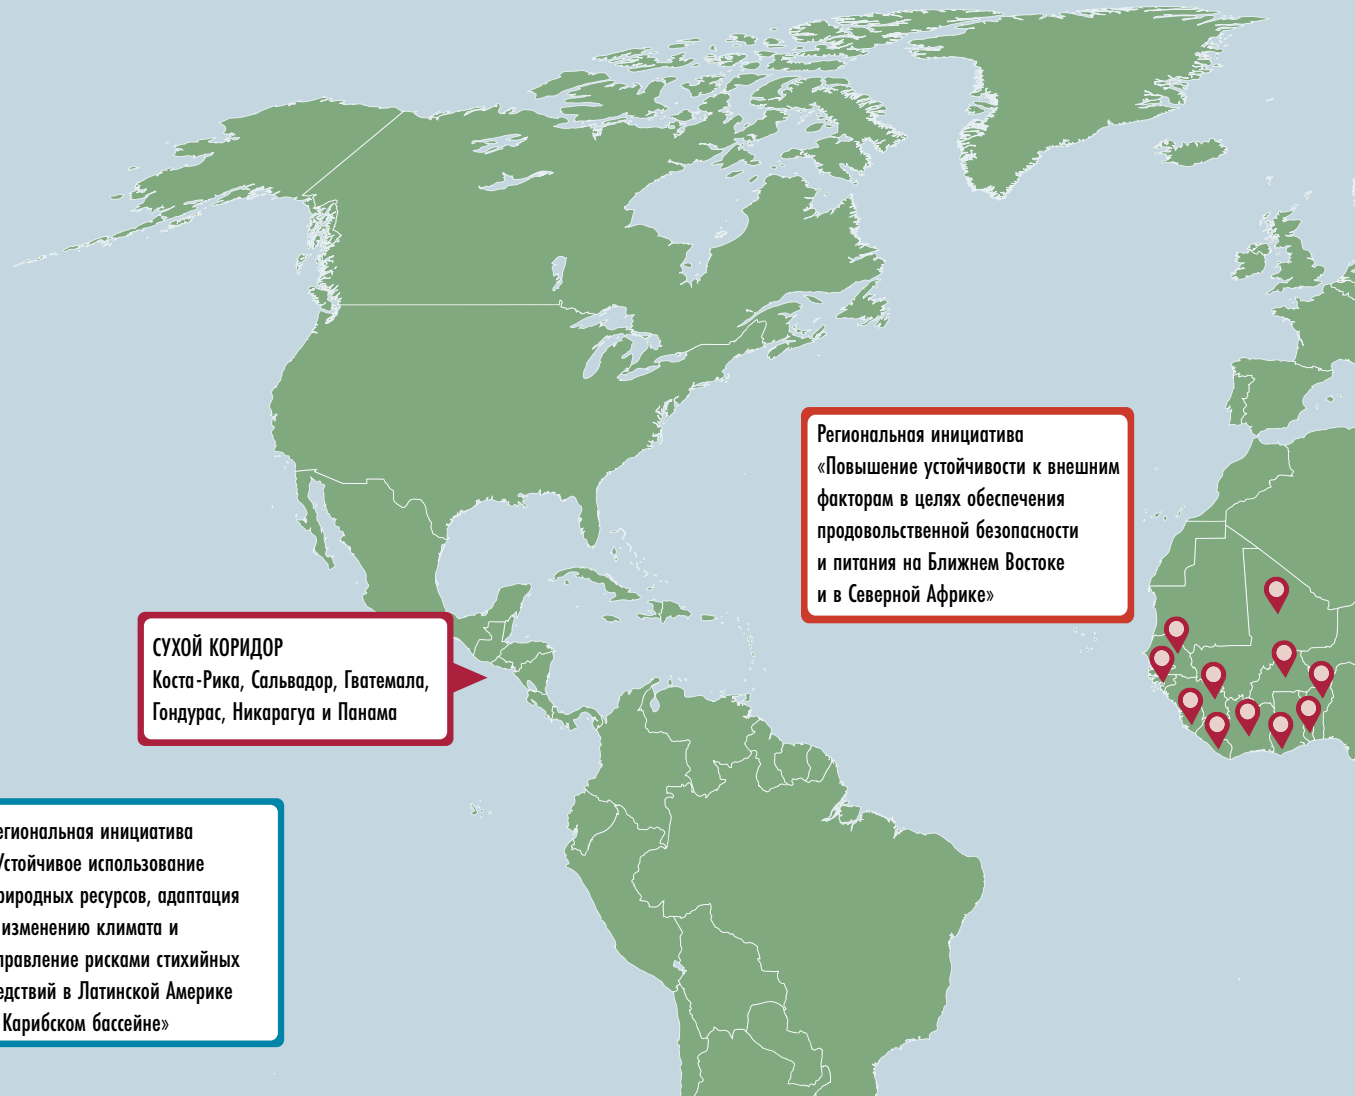 Региональная инициатива
«Повышение устойчивости к внешним
факторам в целях обеспечения
продовольственной безопасности
и питания на Ближнем Востоке
и в Северной Африке»
СУХОЙ КОРИДОР
Коста-Рика, Сальвадор, Гватемала,
Гондурас, Никарагуа и Панама
егиональная инициатива
Устойчивое использование
риродных ресурсов, адаптация
изменению климата и
правление рисками стихийных
едствий в Латинской Америке
Карибском бассейне»